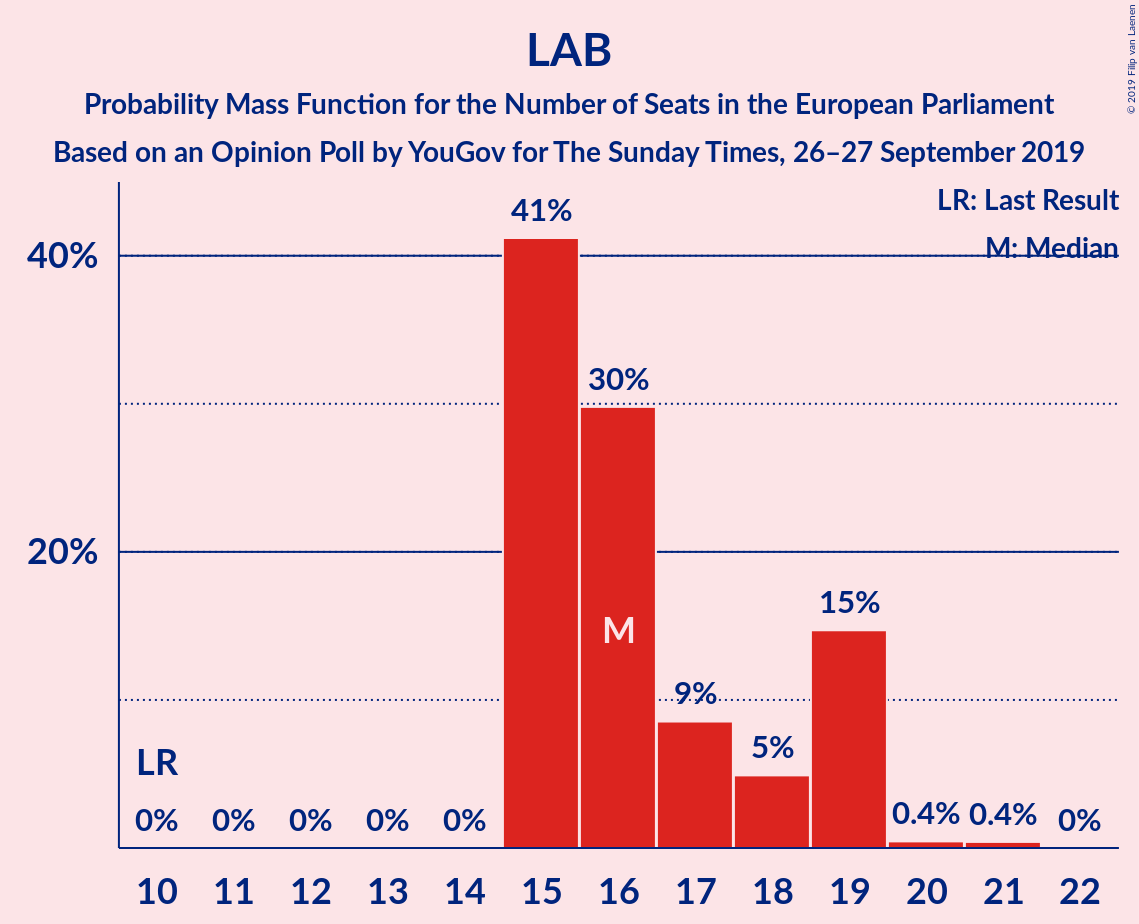 LAB
Probability Mass Function for the Number of Seats in the European Parliament
Based on an Opinion Poll by YouGov for The Sunday Times, 26–27 September 2019
© 2019 Filip van Laenen
LR: Last Result
M: Median
40%
20%
41%
30%
M
9%
5%
15%
LR
0% 0% 0% 0% 0% 0.4% 0.4% 0%
10 11 12 13 14 15 16 17 18 19 20 21 22